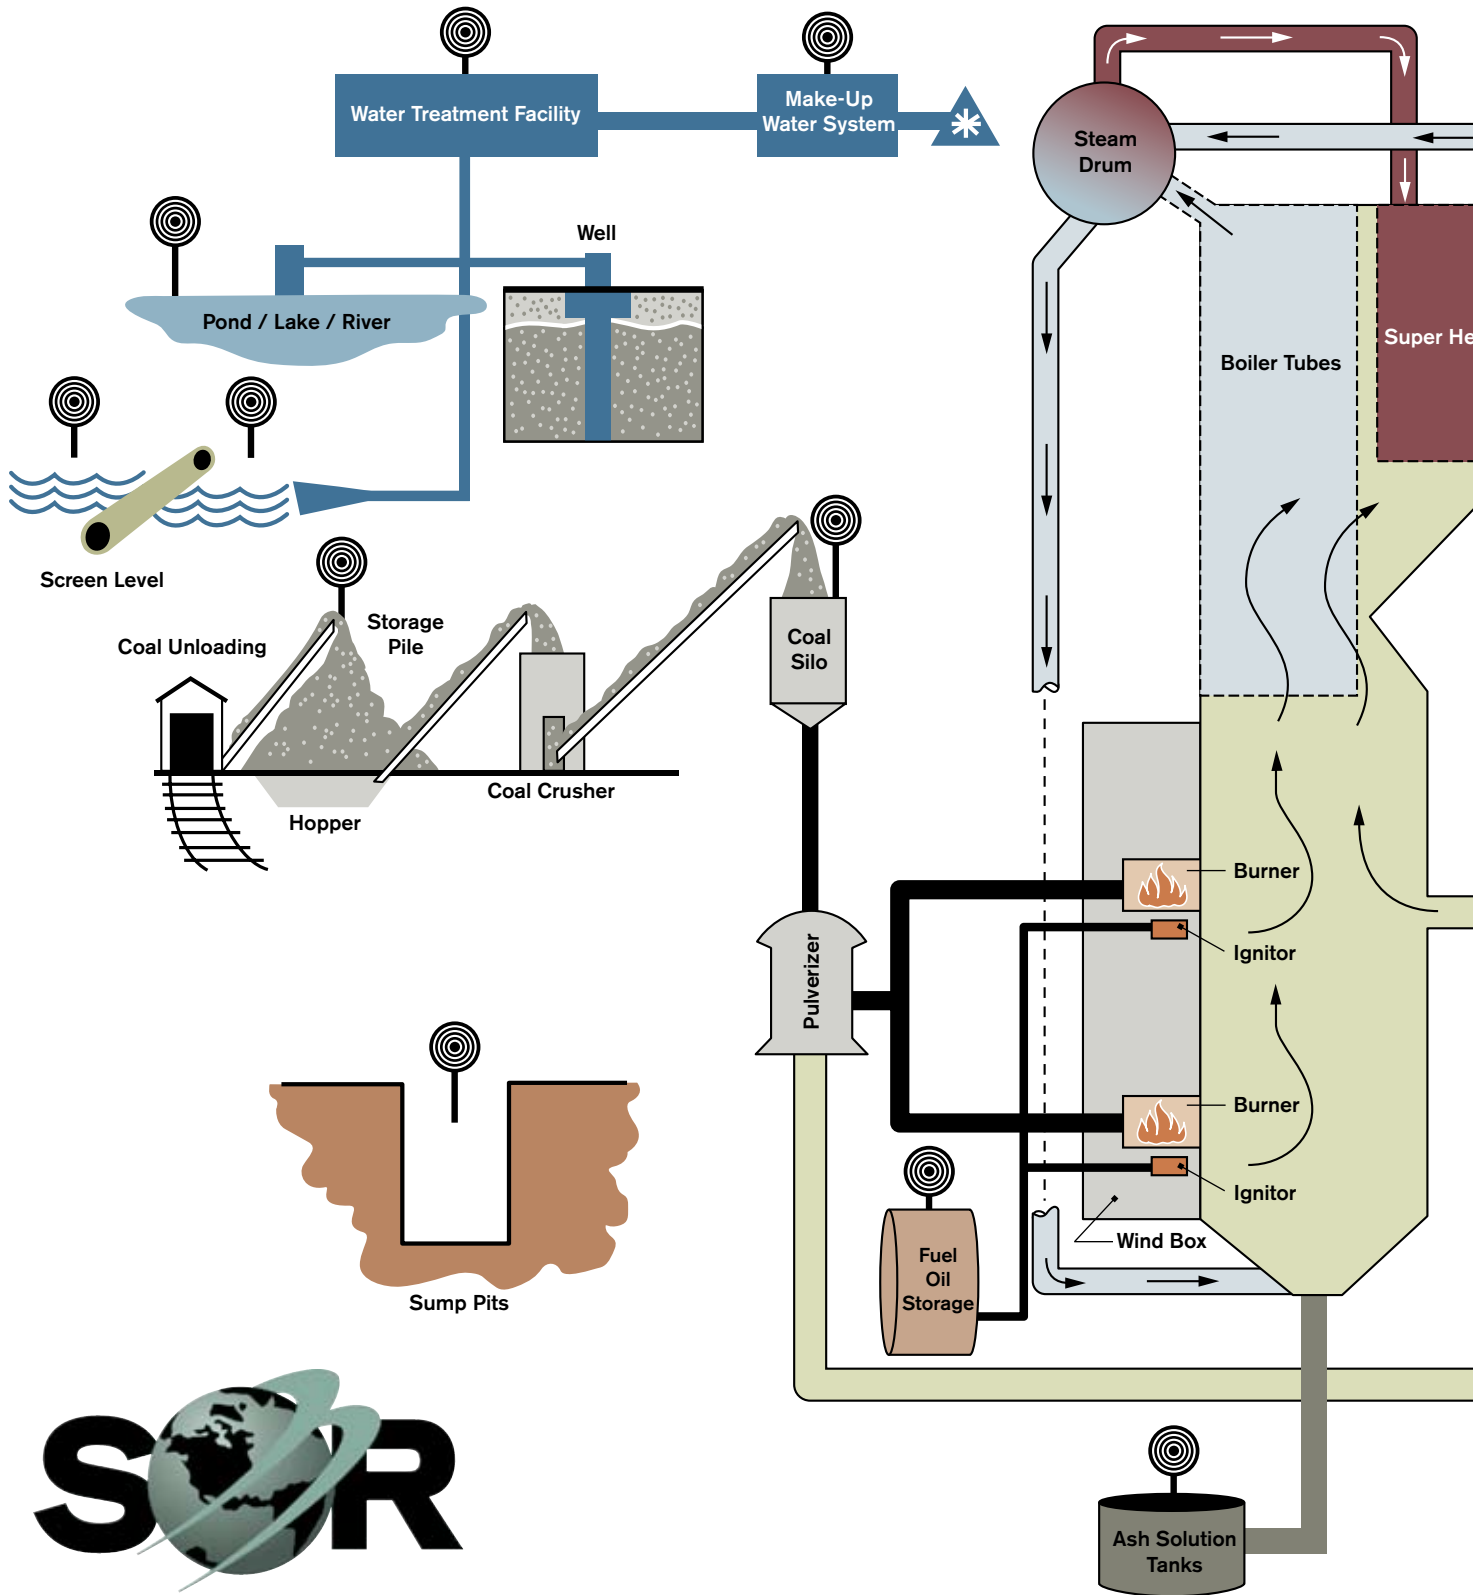 Water Treatment Facility
Make-Up
Water System
Steam
Drum
Well
Pond / Lake / River
Super He
Boiler Tubes
Screen Level
Storage
Pile
Coal Unloading
Coal
Silo
Coal Crusher
Hopper
Burner
Ignitor
Pulverizer
Burner
Ignitor
Wind Box
Fuel
Oil
Storage
Sump Pits
SOR
Ash Solution
Tanks